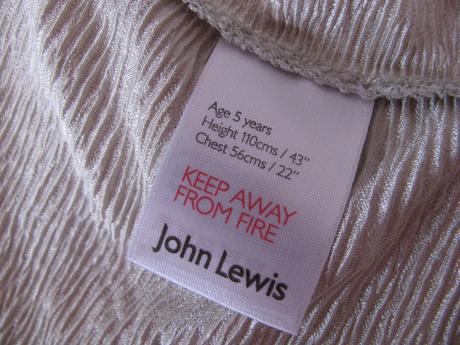 Age 5 years
Height 110cms / 43"
Chest 56cms / 22"
KEEP AWAY
FROM FIRE
John Lewis